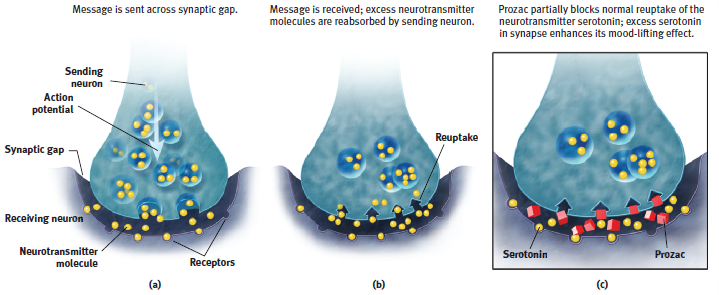 Message is sent across synaptic gap.
Message is received; excess neurotransmitter
molecules are reabsorbed by sending neuron.
Prozac partially blocks normal reuptake of the
neurotransmitter serotonin; excess serotonin
in synapse enhances its mood-lifting effect.
Sending
neuron
Action
potential
Synaptic gap
Receiving neuron
Neurotransmitter
molecule
Receptors
(a)
Reuptake
(b)
Serotonin
Prozac
(c)